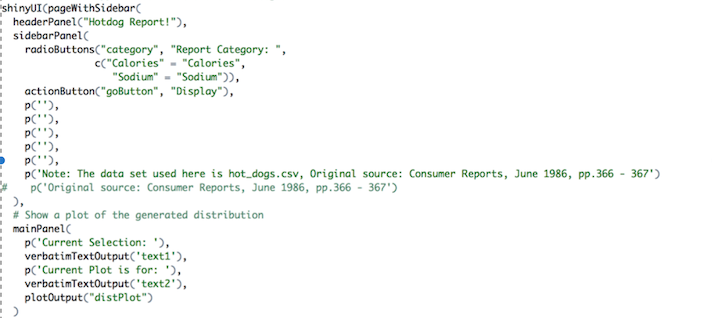 shinyUI(pageWithSidebar(
  headerPanel("Hotdog Report!"),
  sidebarPanel(
    radioButtons("category", "Report Category: ",
                 c("Calories" = "Calories",
                   "Sodium" = "Sodium")),
    actionButton("goButton", "Display"),
    p(''),
    p(''),
    p(''),
    p(''),
    p(''),
    p('Note: The data set used here is hot_dogs.csv, Original source: Consumer Reports, June 1986, pp.366 - 367')
#    p('Original source: Consumer Reports, June 1986, pp.366 - 367')
  ),
  # Show a plot of the generated distribution
  mainPanel(
    p('Current Selection: '),
    verbatimTextOutput('text1'),
    p('Current Plot is for: '),
    verbatimTextOutput('text2'),
    plotOutput("distPlot")
  )